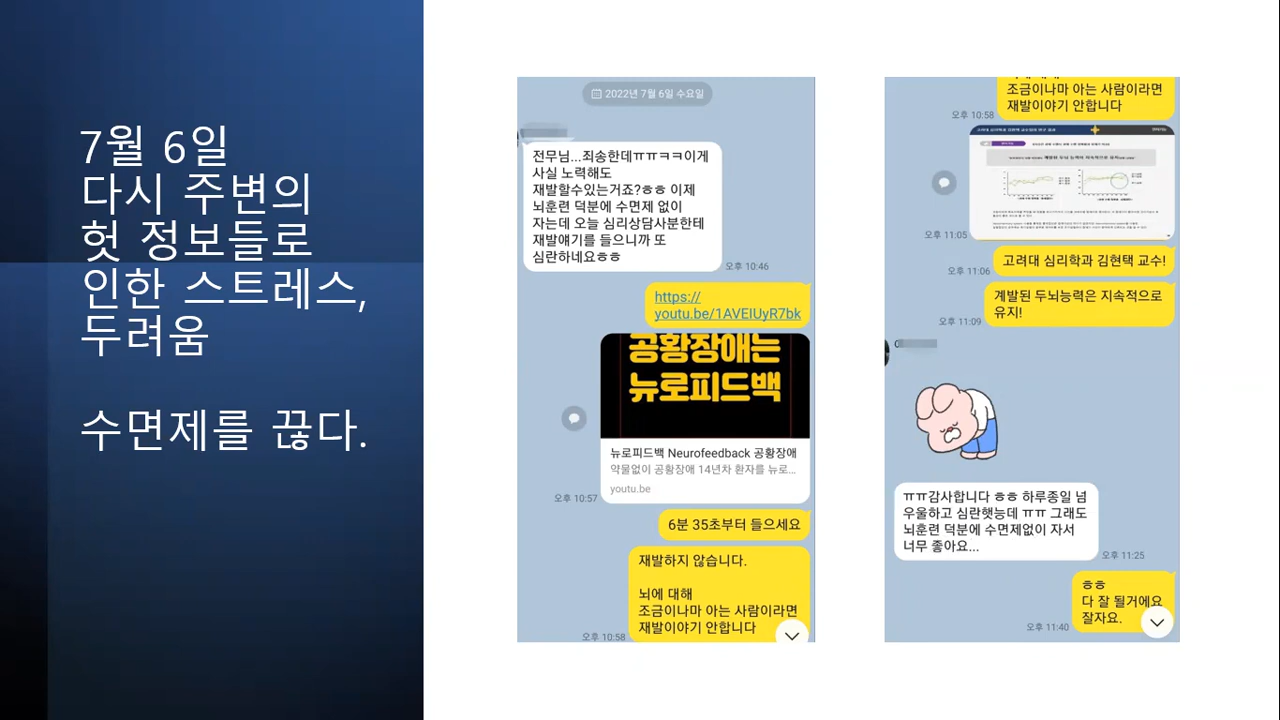 7월 6일
다시 주변의
헛 정보들로
인한 스트레스,
두려움
수면제를 끊다.
2022년 7월 6일 수요일
전무님...죄송한데ㅠㅠㅋㅋ이게
사실 노력해도
재발할수있는거죠?ㅎㅎ 이제
뇌훈련 덕분에 수면제 없이
자는데 오늘 심리상담사분한테
재발얘기를 들으니까 또
심란하네요ㅎㅎ
오후 10:46
https://
youtu.be/1AVEIUyR7bk
공황장애는
뉴로피드백
뉴로피드백 Neurofeedback 공황장애
약물없이 공황장애 14년차 환자를 뉴로...
youtu.be
오후 10:57
6분 35초부터 들으세요
재발하지 않습니다.
뇌에 대해
조금이나마 아는 사람이라면
재발이야기 안합니다
오후 10:58
조금이나마 아는 사람이라면
재발이야기 안합니다
오후 10:58
오후 11:05
고려대 심리학과 김현택 교수!
오후 11:06
계발된 두뇌능력은 지속적으로
유지!
오후 11:09
ㅠㅠ감사합니다 ㅎㅎ 하루종일 넘
우울하고 심란햇능데 ㅠㅠ 그래도
뇌훈련 덕분에 수면제없이 자서
너무 좋아요...
오후 11:25
ㅎㅎ
다 잘 될거에요
잘자요.
오후 11:40